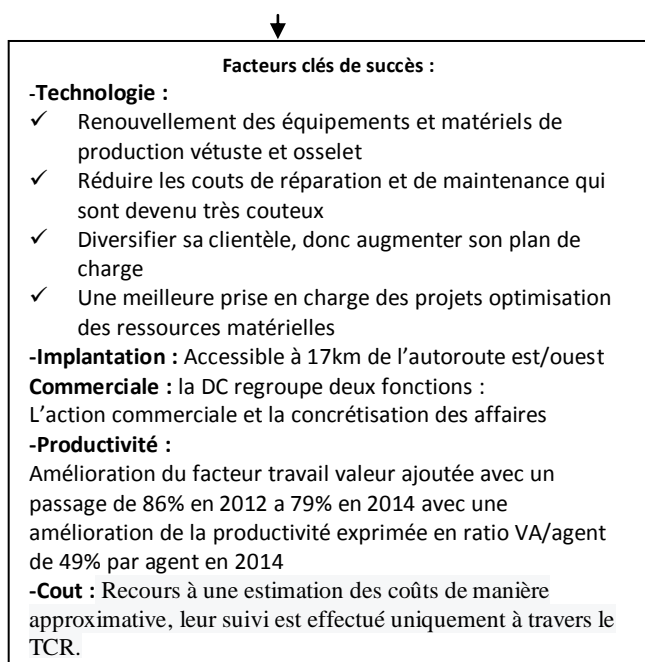 Facteurs clés de succès :
-Technologie :
✓ Renouvellement des équipements et matériels de
production vétuste et osselet
✓ Réduire les couts de réparation et de maintenance qui
sont devenu très couteux
✓ Diversifier sa clientèle, donc augmenter son plan de
charge
✓ Une meilleure prise en charge des projets optimisation
des ressources matérielles
-Implantation : Accessible à 17km de l’autoroute est/ouest
Commerciale : la DC regroupe deux fonctions :
L’action commerciale et la concrétisation des affaires
-Productivité :
Amélioration du facteur travail valeur ajoutée avec un
passage de 86% en 2012 a 79% en 2014 avec une
amélioration de la productivité exprimée en ratio VA/agent
de 49% par agent en 2014
-Cout : Recours à une estimation des coûts de manière
approximative, leur suivi est effectué uniquement à travers le
TCR.